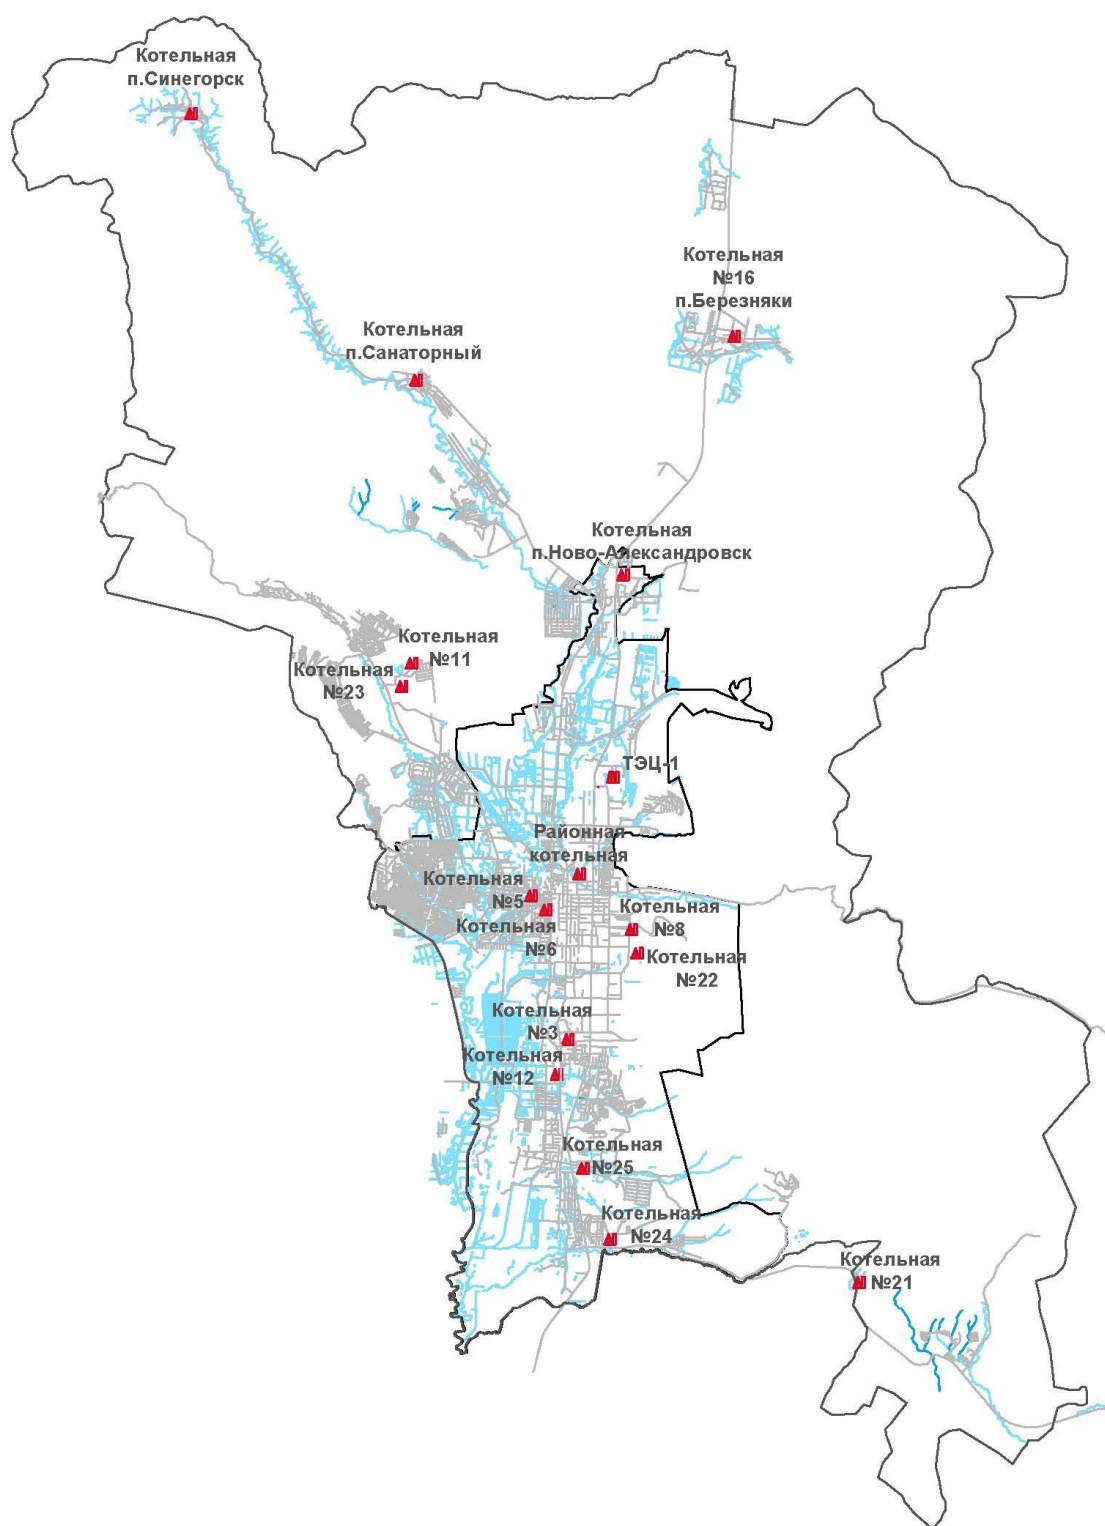 Котельная
п.Синегорск
Котельная
№16
п.Березняки
Котельная
п.Санаторный
Котельная
п.Ново-Александровск
Котельная
№11
Котельная
№23
ТЭЦ-1
Районная
котельная
Котельная
№5
Котельная
№6
Котельная
№8
Котельная
№22
Котельная
№3
Котельная
№12
Котельная
№25
Котельная
№24
Котельная
№21